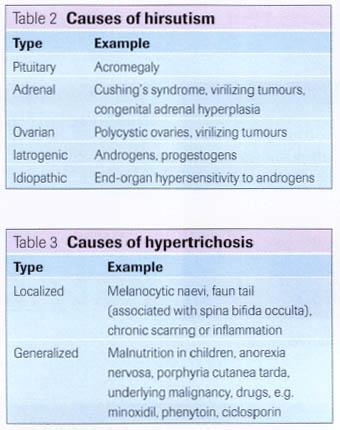 Table 2 Causes of hirsutism
Type Example
Pituitary Acromegaly
Adrenal Cushing's syndrome, virilizing tumours,
congenital adrenal hyperplasia
Ovarian Polycystic ovaries, virilizing tumours
Iatrogenic Androgens, progestogens
Idiopathic End-organ hypersensitivity to androgens
Table 3 Causes of hypertrichosis
Type Example
Localized Melanocytic naevi, faun tail
(associated with spina bifida occulta),
chronic scarring or inflammation
Generalized Malnutrition in children, anorexia
nervosa, porphyria cutanea tarda,
underlying malignancy, drugs, e.g.
minoxidil, phenytoin, ciclosporin